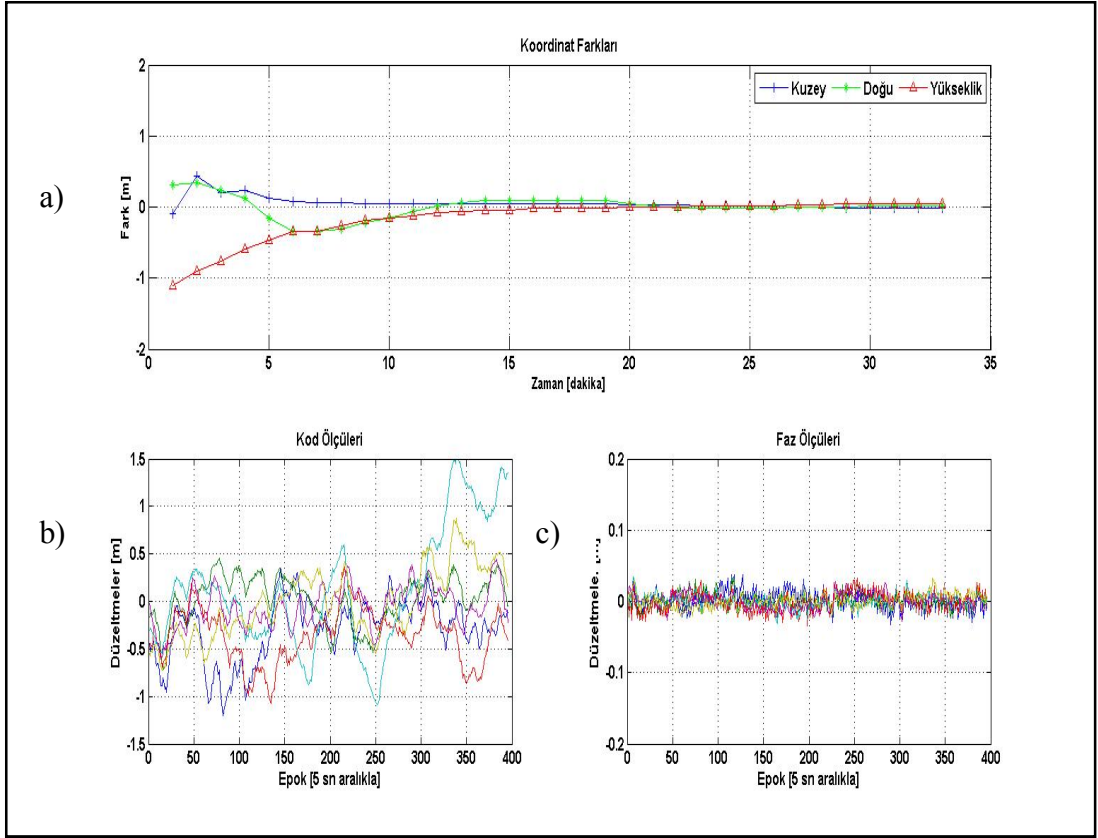 Koordinat Farkları
a)
Fark [m]
2
1
0
-1
-2
Kuzey Doğu Yükseklik
0 5 10 15 20 25 30 35
Zaman [dakika]
b)
Kod Ölçüleri
Düzeltmeler [m]
1.5
1
0.5
0
-0.5
-1
-1.5
0 50 100 150 200 250 300 350 400
Epok [5 sn aralıkla]
c)
Faz Ölçüleri
Düzeltmele.
0.2
0.1
0
-0.1
-0.2
0 50 100 150 200 250 300 350 400
Epok [5 sn aralıkla]